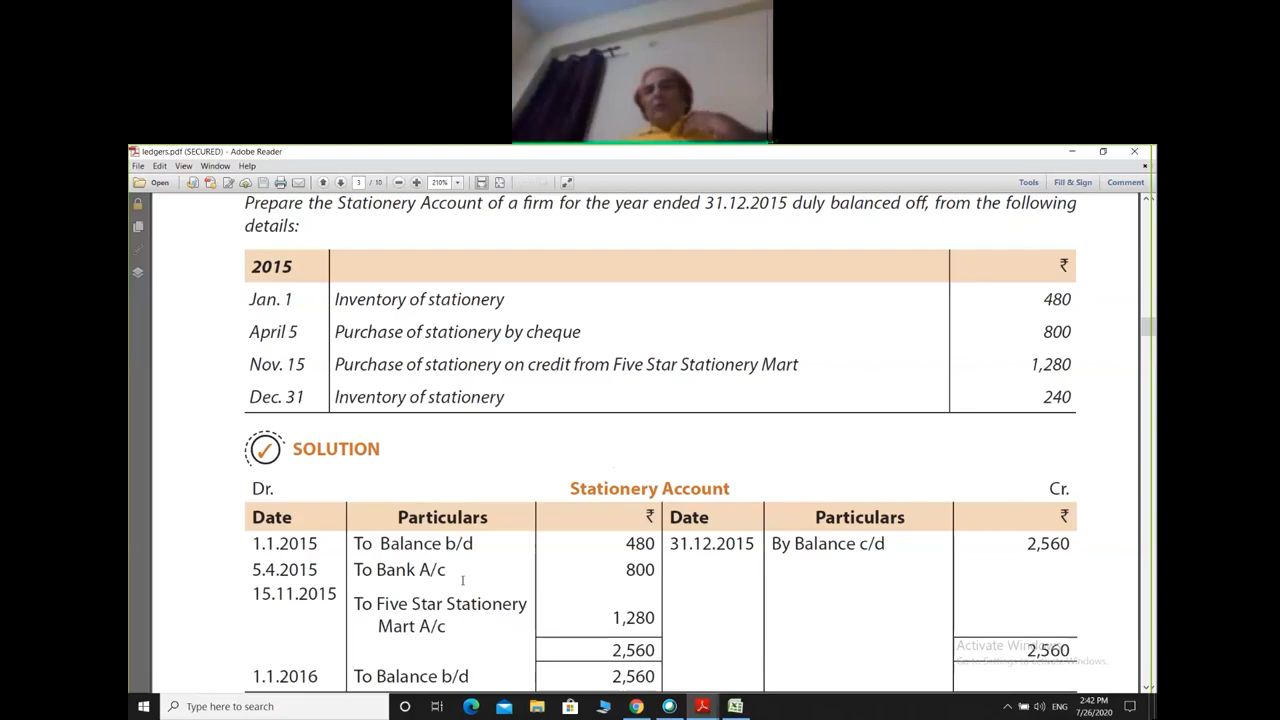 ledgers.pdf (SECURED) - Adobe Reader
File Edit View Window Help
Open 3 / 10 210% Tools Fill & Sign Comment
Prepare the Stationery Account of a firm for the year ended 31.12.2015 duly balanced off, from the following
details:
2015 ₹
Jan. 1 Inventory of stationery 480
April 5 Purchase of stationery by cheque 800
Nov. 15 Purchase of stationery on credit from Five Star Stationery Mart 1,280
Dec. 31 Inventory of stationery 240
SOLUTION
Dr. Stationery Account Cr.
Date Particulars ₹ Date Particulars ₹
1.1.2015 To Balance b/d 480 31.12.2015 By Balance c/d 2,560
5.4.2015 To Bank A/c 800
15.11.2015 To Five Star Stationery
Mart A/c 1,280
2,560 2,560
Activate Windows
Go to Settings to activate Windows.
1.1.2016 To Balance b/d 2,560
Type here to search ENG 2:42 PM
7/26/2020